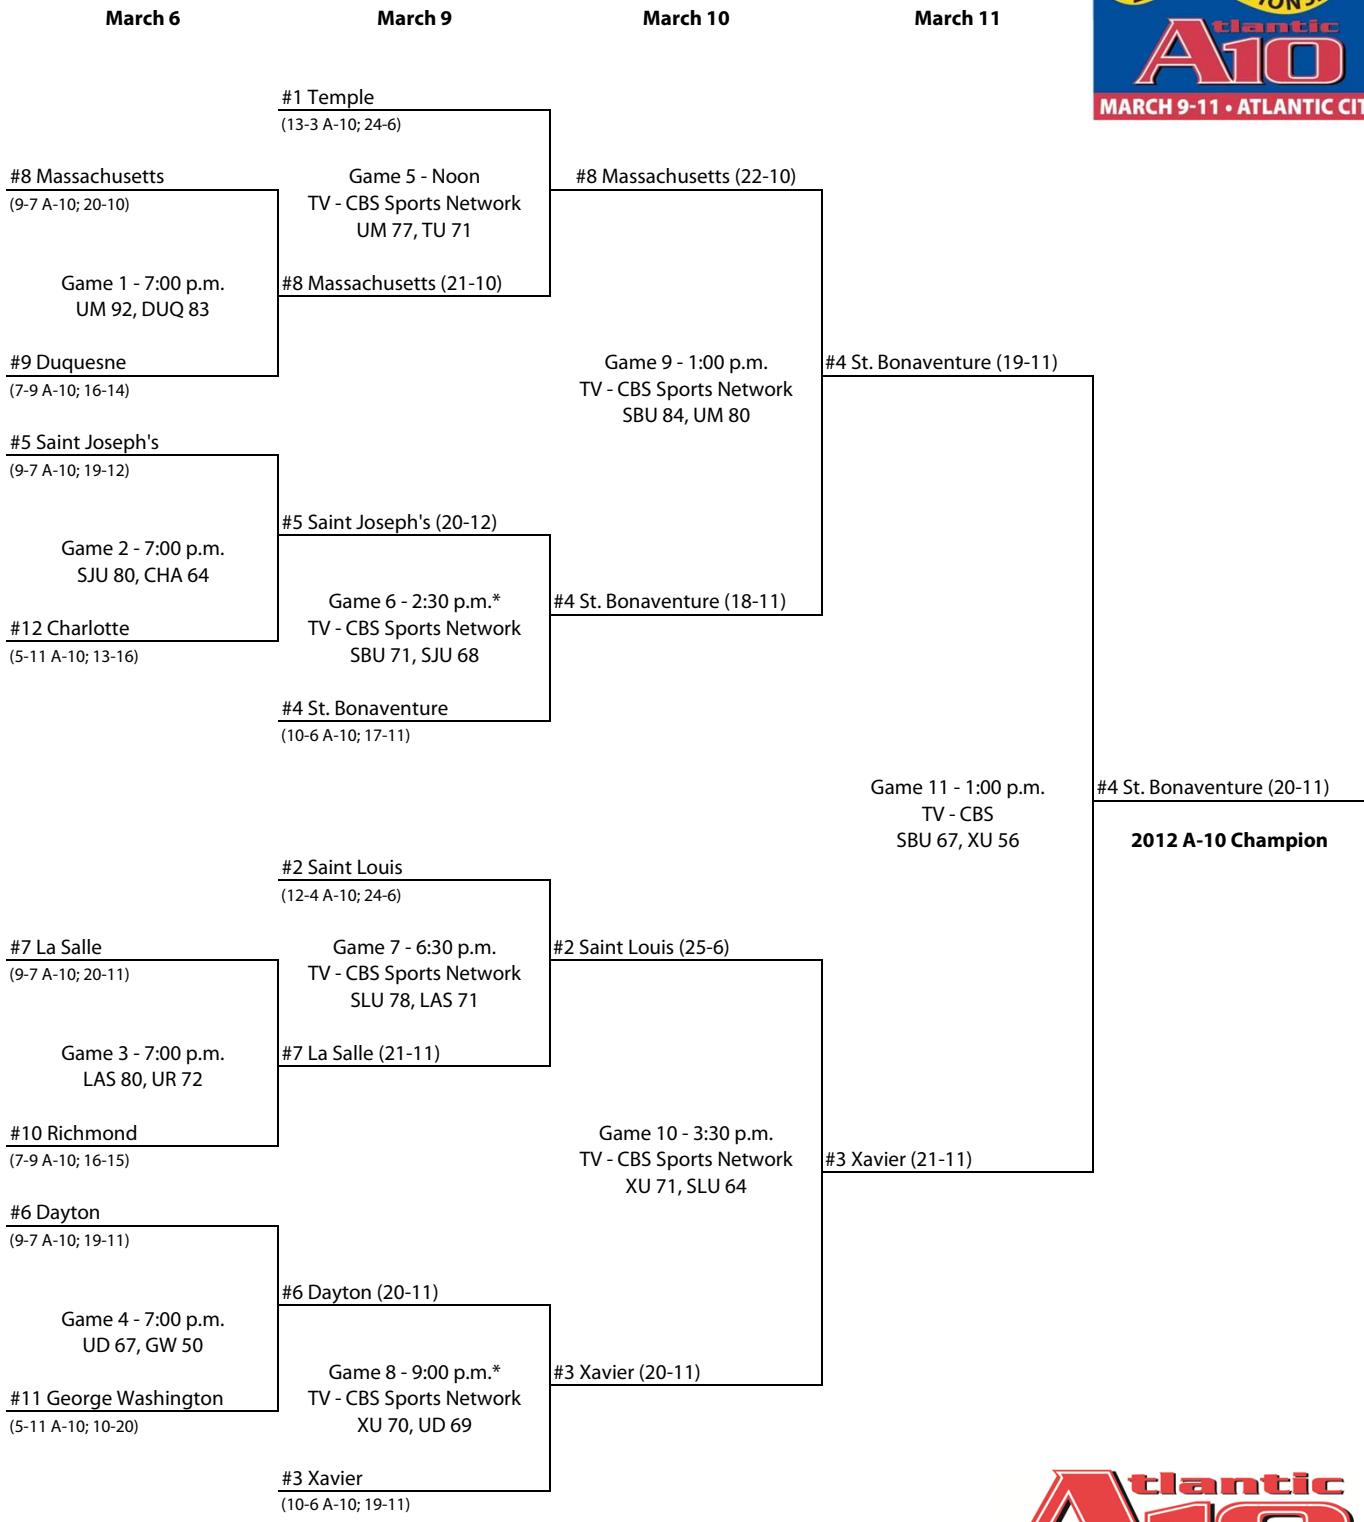 March 6
March 9
March 10
March 11
TION S
Atlantic
A10
MARCH 9-11 • ATLANTIC CIT
#1 Temple
(13-3 A-10; 24-6)
#8 Massachusetts
(9-7 A-10; 20-10)
Game 5 - Noon
TV - CBS Sports Network
UM 77, TU 71
#8 Massachusetts (22-10)
Game 1 - 7:00 p.m.
UM 92, DUQ 83
#8 Massachusetts (21-10)
#9 Duquesne
(7-9 A-10; 16-14)
Game 9 - 1:00 p.m.
TV - CBS Sports Network
SBU 84, UM 80
#4 St. Bonaventure (19-11)
#5 Saint Joseph's
(9-7 A-10; 19-12)
#5 Saint Joseph's (20-12)
Game 2 - 7:00 p.m.
SJU 80, CHA 64
Game 6 - 2:30 p.m.*
TV - CBS Sports Network
SBU 71, SJU 68
#4 St. Bonaventure (18-11)
#12 Charlotte
(5-11 A-10; 13-16)
#4 St. Bonaventure
(10-6 A-10; 17-11)
Game 11 - 1:00 p.m.
TV - CBS
SBU 67, XU 56
#4 St. Bonaventure (20-11)
2012 A-10 Champion
#2 Saint Louis
(12-4 A-10; 24-6)
#7 La Salle
(9-7 A-10; 20-11)
Game 7 - 6:30 p.m.
TV - CBS Sports Network
SLU 78, LAS 71
#2 Saint Louis (25-6)
Game 3 - 7:00 p.m.
LAS 80, UR 72
#7 La Salle (21-11)
#10 Richmond
(7-9 A-10; 16-15)
Game 10 - 3:30 p.m.
TV - CBS Sports Network
XU 71, SLU 64
#3 Xavier (21-11)
#6 Dayton
(9-7 A-10; 19-11)
#6 Dayton (20-11)
Game 4 - 7:00 p.m.
UD 67, GW 50
Game 8 - 9:00 p.m.*
TV - CBS Sports Network
XU 70, UD 69
#3 Xavier (20-11)
#11 George Washington
(5-11 A-10; 10-20)
#3 Xavier
(10-6 A-10; 19-11)
Atlantic
A10